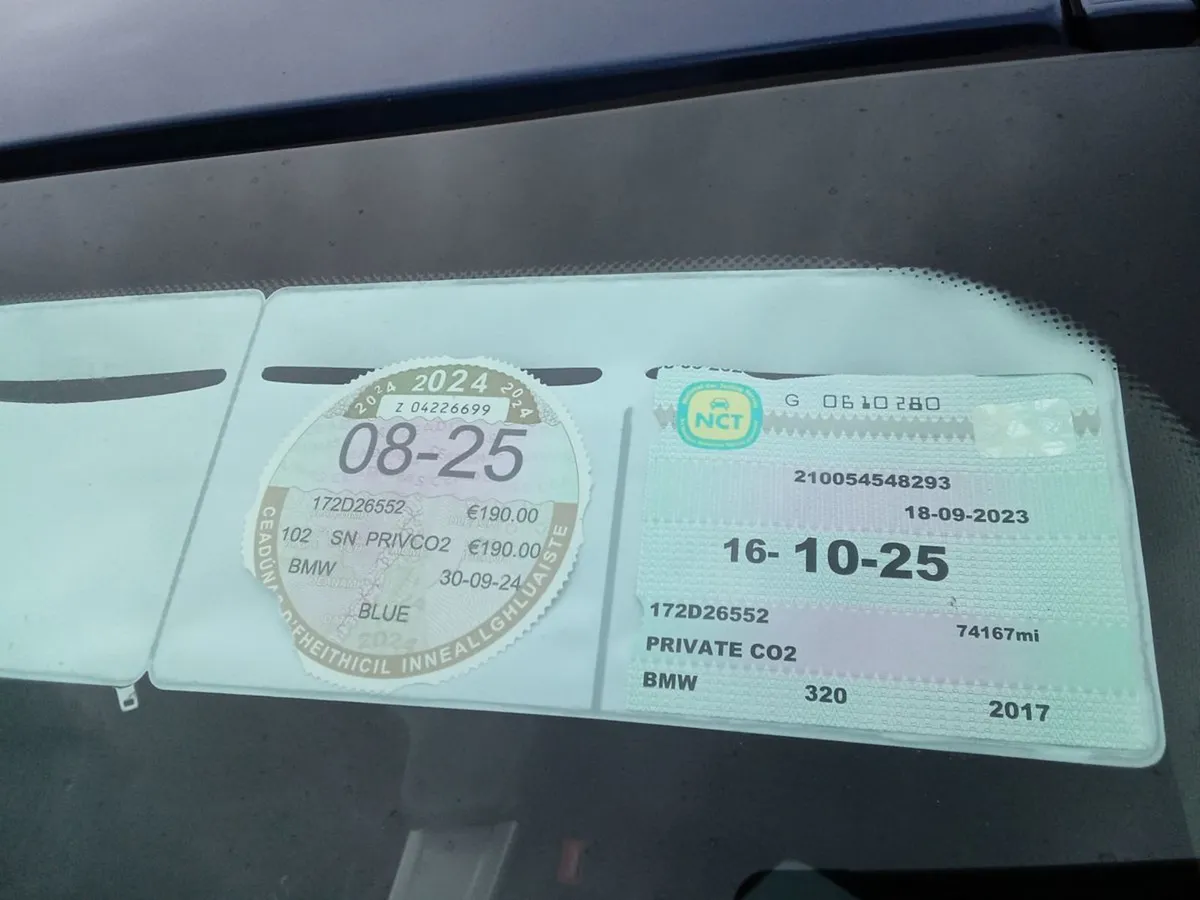 2024 2024 2024
Z 04226699
08-25
172D26552 €190.00
102 SN PRIVCO2 €190.00
BMW 30-09-24
BLUE
2024
D'FHEITHICIL INNEALLGHLUAISTE
NCT
G 0610280
210054548293
18-09-2023
16-10-25
172D26552
74167mi
PRIVATE CO2
BMW 320 2017